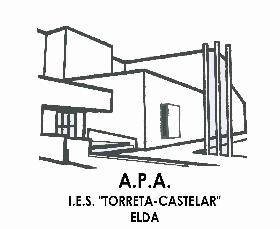 A.P.A.
I.E.S. "TORRETA-CASTELAR"
ELDA